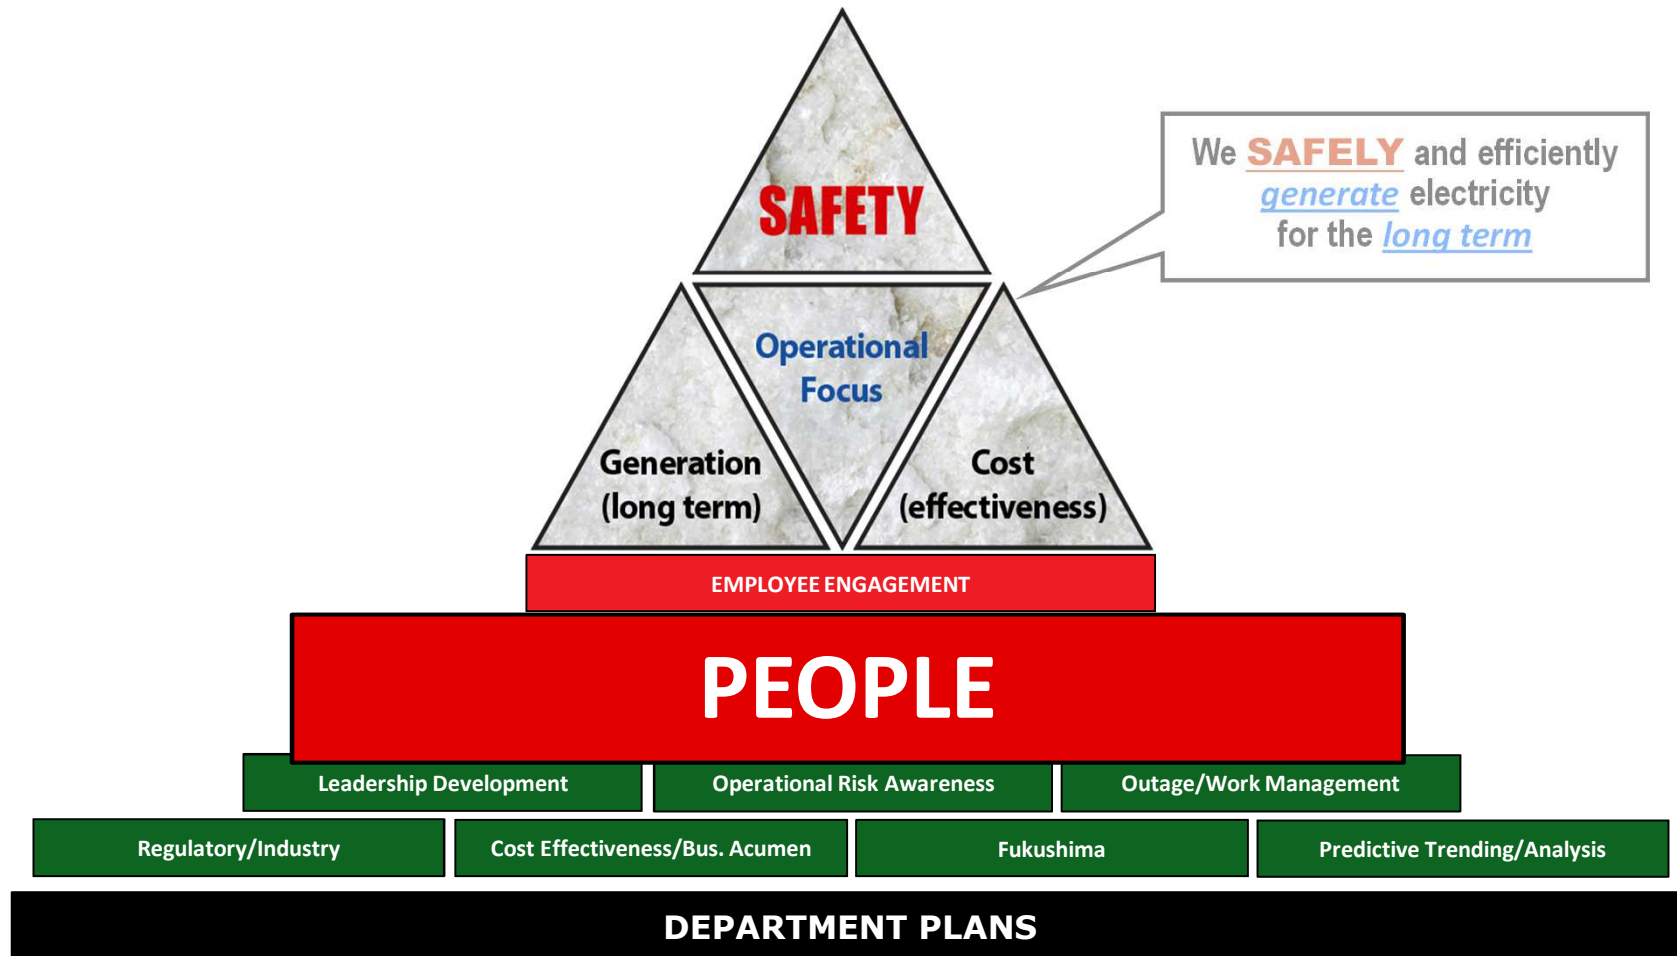 SAFETY
We SAFELY and efficiently
generate electricity
for the long term
Operational
Focus
Generation
(long term)
Cost
(effectiveness)
EMPLOYEE ENGAGEMENT
PEOPLE
Leadership Development
Operational Risk Awareness
Outage/Work Management
Regulatory/Industry
Cost Effectiveness/Bus. Acumen
Fukushima
Predictive Trending/Analysis
DEPARTMENT PLANS